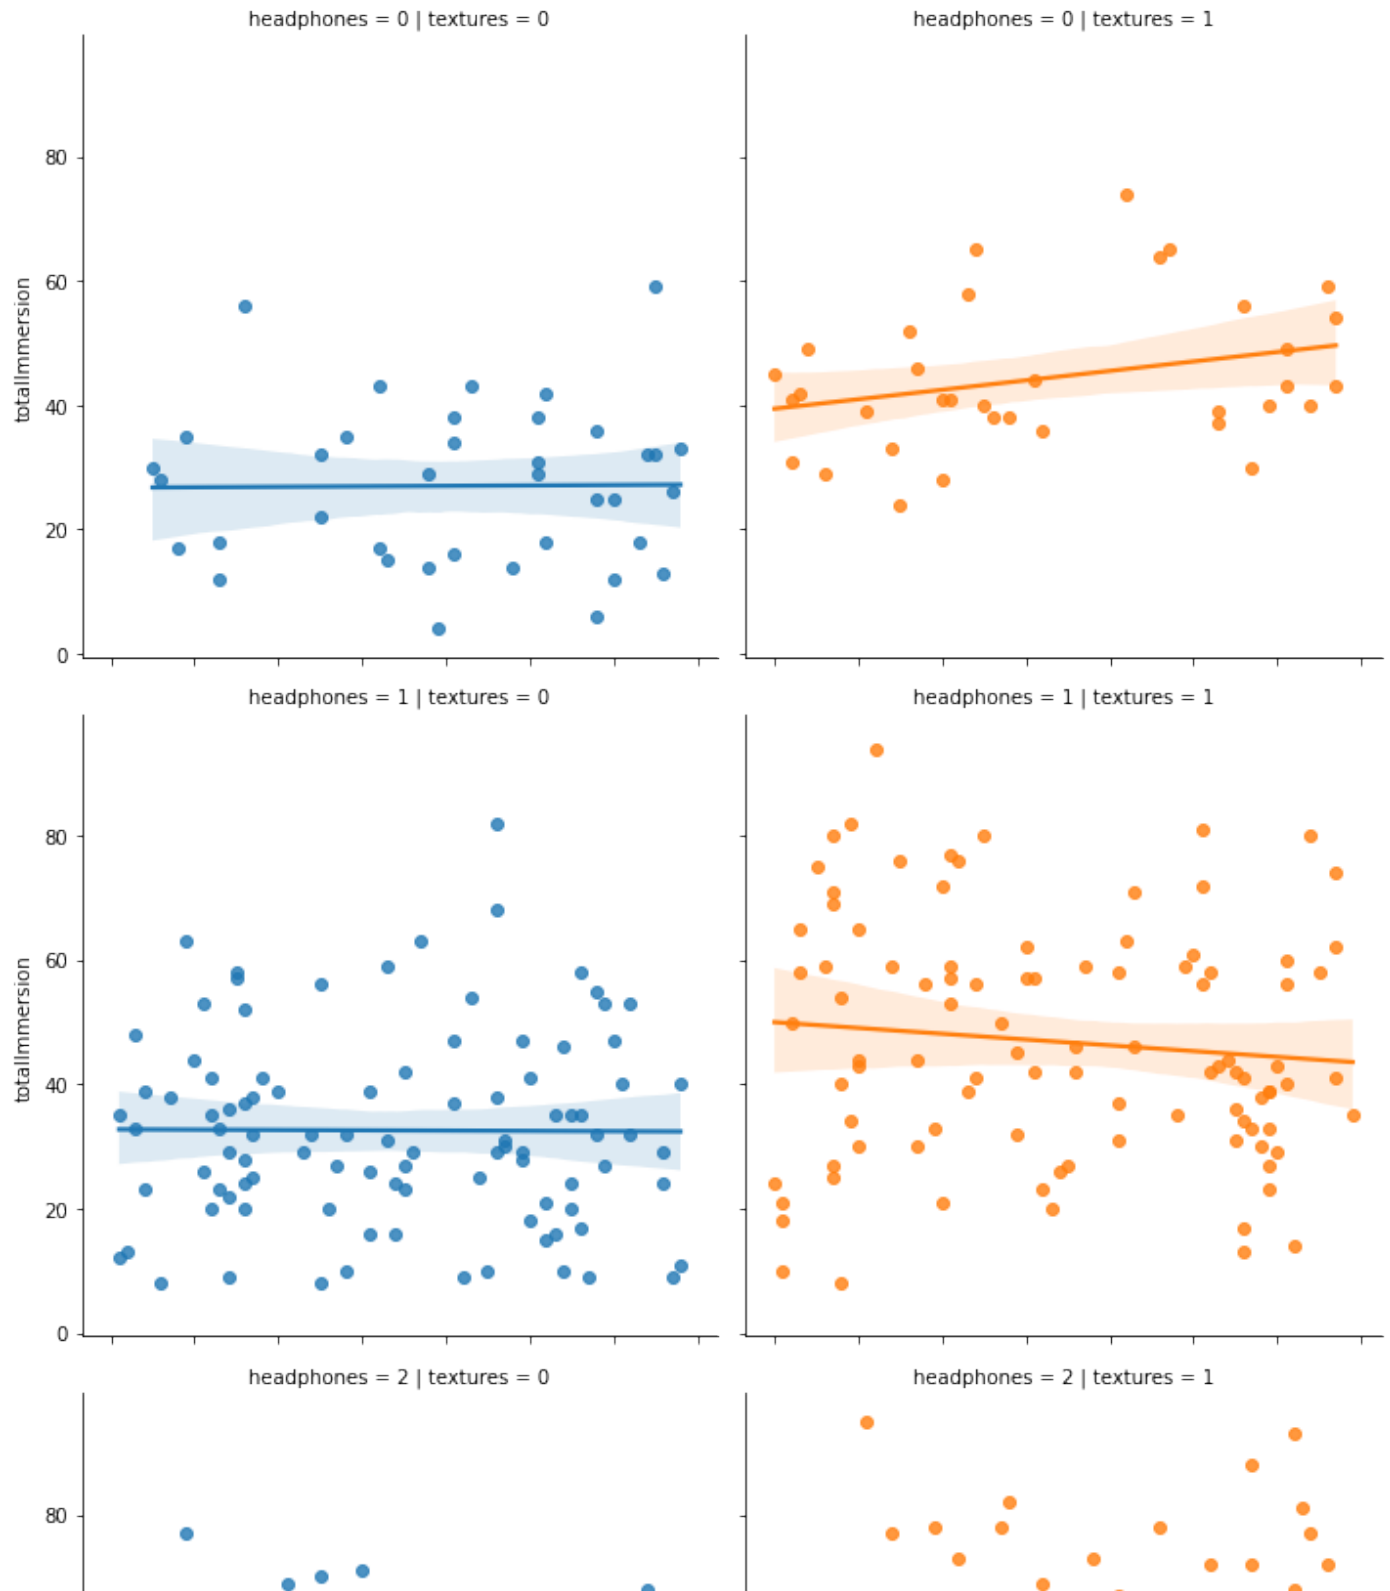 headphones = 0 | textures = 0
headphones = 0 | textures = 1
80
60
40
20
0
totalImmersion
headphones = 1 | textures = 0
headphones = 1 | textures = 1
80
60
40
20
0
totalImmersion
headphones = 2 | textures = 0
headphones = 2 | textures = 1
80